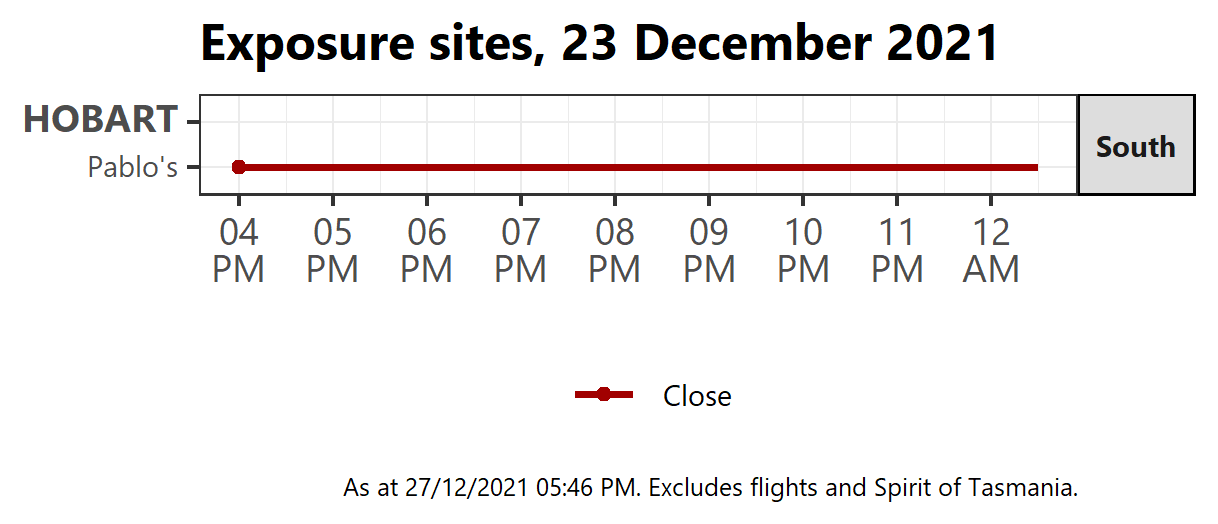 Exposure sites, 23 December 2021
HOBART
Pablo's
South
04 PM
05 PM
06 PM
07 PM
08 PM
09 PM
10 PM
11 PM
12 AM
Close
As at 27/12/2021 05:46 PM. Excludes flights and Spirit of Tasmania.